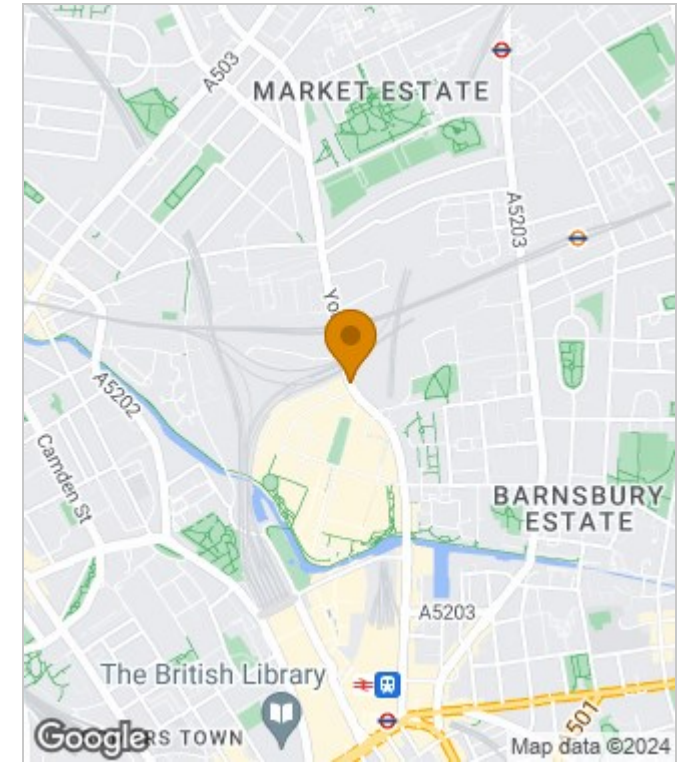 A503
MARKET ESTATE
A5203
Yo
A5202
Camden St
BARNSBURY
ESTATE
A5203
The British Library
RS TOWN
501
Google
Map data ©2024